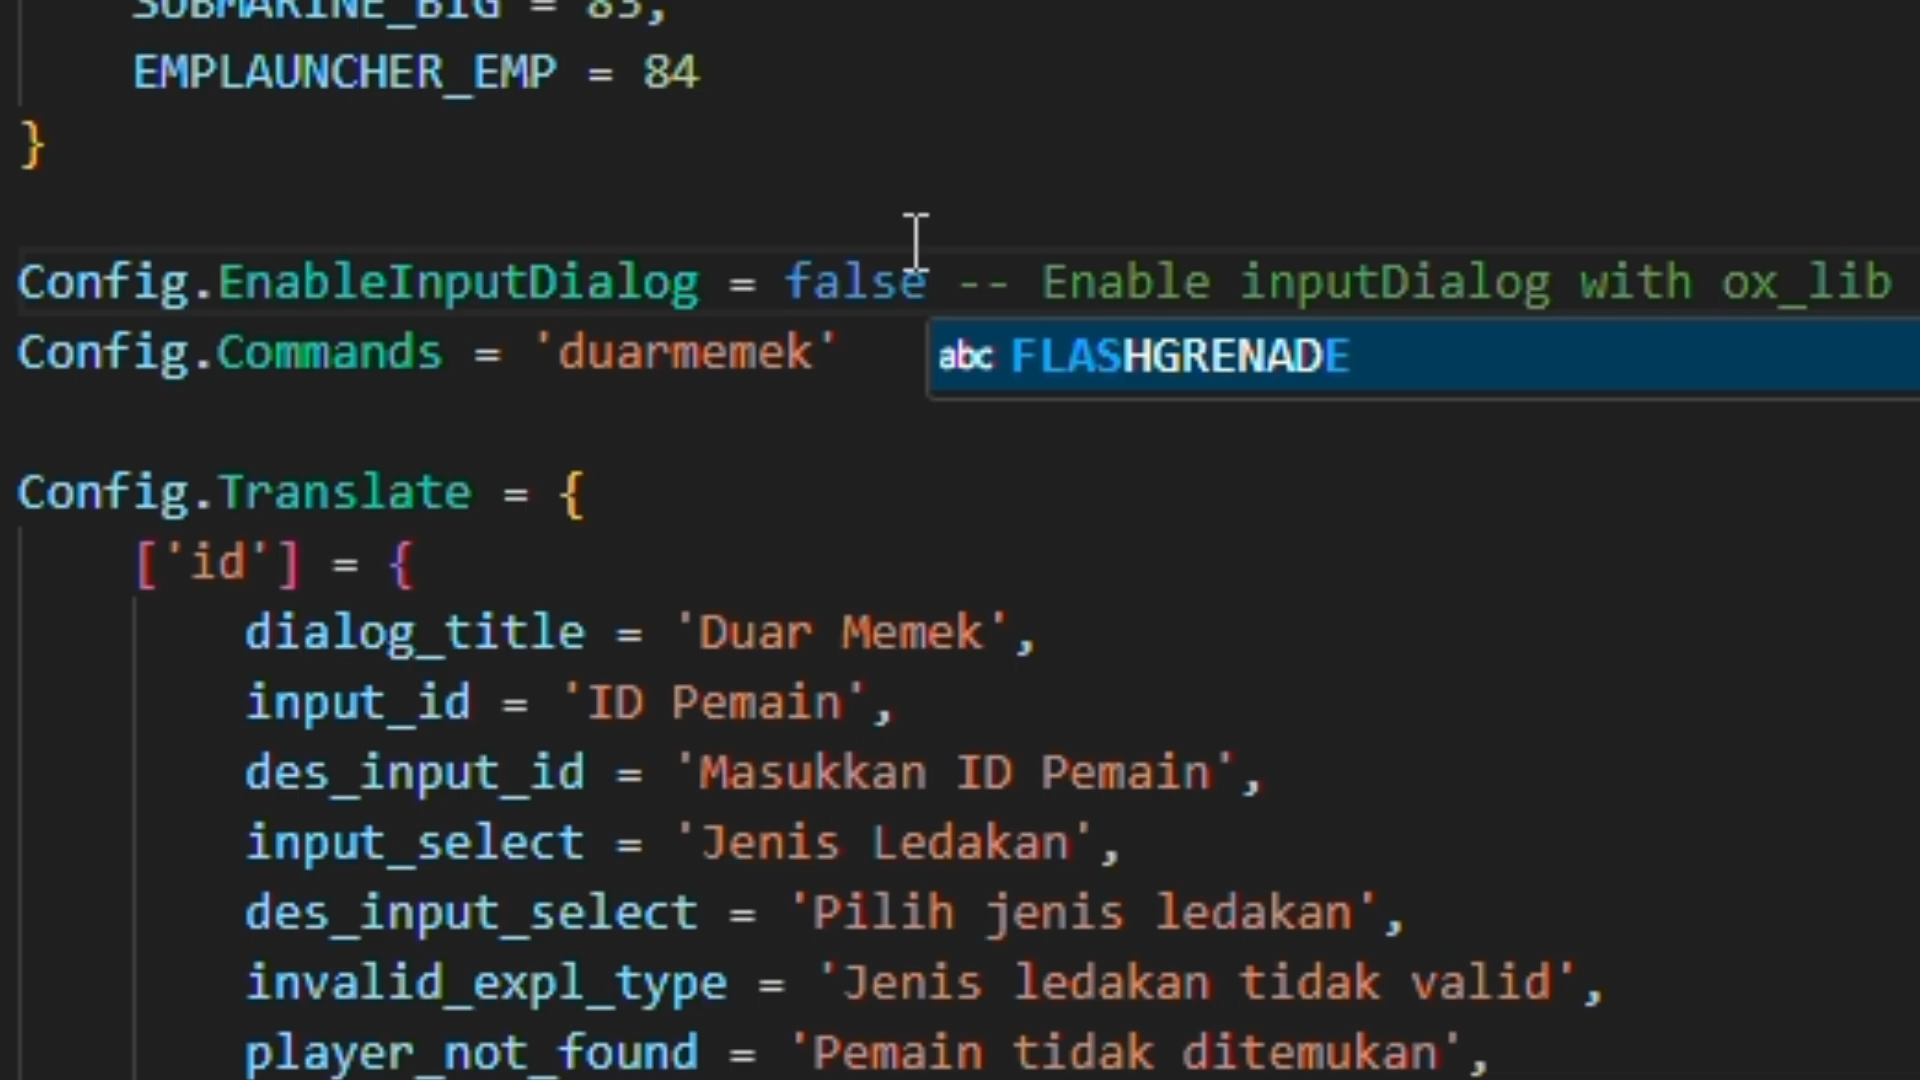 SUBMARINE_BIG = 83,
EMPLAUNCHER_EMP = 84
}
Config.EnableInputDialog = false -- Enable inputDialog with ox_lib
Config.Commands = 'duarmemek'
abc FLASHGRENADE
Config.Translate = {
['id'] = {
dialog_title = 'Duar Memek',
input_id = 'ID Pemain',
des_input_id = 'Masukkan ID Pemain',
input_select = 'Jenis Ledakan',
des_input_select = 'Pilih jenis ledakan',
invalid_expl_type = 'Jenis ledakan tidak valid',
player_not_found = 'Pemain tidak ditemukan',